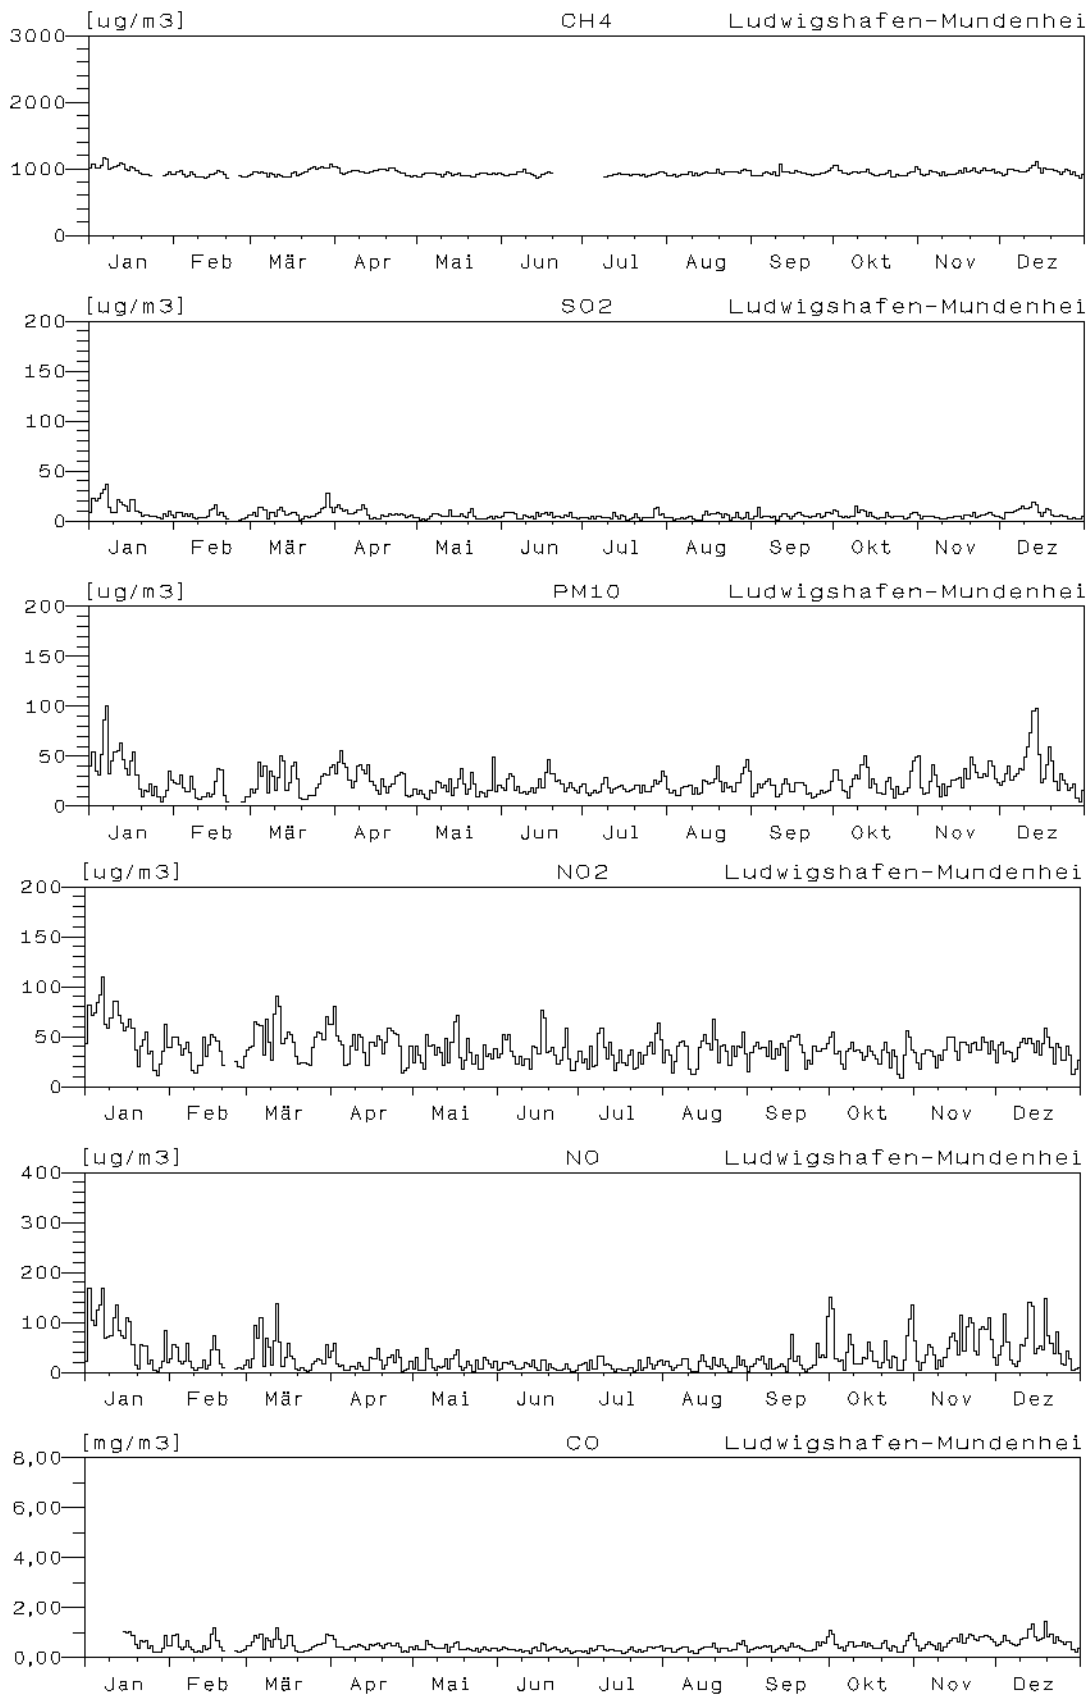 [ug/m3] CH4 Ludwigshafen-Mundenhei
3000
2000
1000
0
Jan Feb Mär Apr Mai Jun Jul Aug Sep Okt Nov Dez
[ug/m3] SO2 Ludwigshafen-Mundenhei
200
150
100
50
0
Jan Feb Mär Apr Mai Jun Jul Aug Sep Okt Nov Dez
[ug/m3] PM10 Ludwigshafen-Mundenhei
200
150
100
50
0
Jan Feb Mär Apr Mai Jun Jul Aug Sep Okt Nov Dez
[ug/m3] NO2 Ludwigshafen-Mundenhei
200
150
100
50
0
Jan Feb Mär Apr Mai Jun Jul Aug Sep Okt Nov Dez
[ug/m3] NO Ludwigshafen-Mundenhei
400
300
200
100
0
Jan Feb Mär Apr Mai Jun Jul Aug Sep Okt Nov Dez
[mg/m3] CO Ludwigshafen-Mundenhei
8,00
6,00
4,00
2,00
0,00
Jan Feb Mär Apr Mai Jun Jul Aug Sep Okt Nov Dez